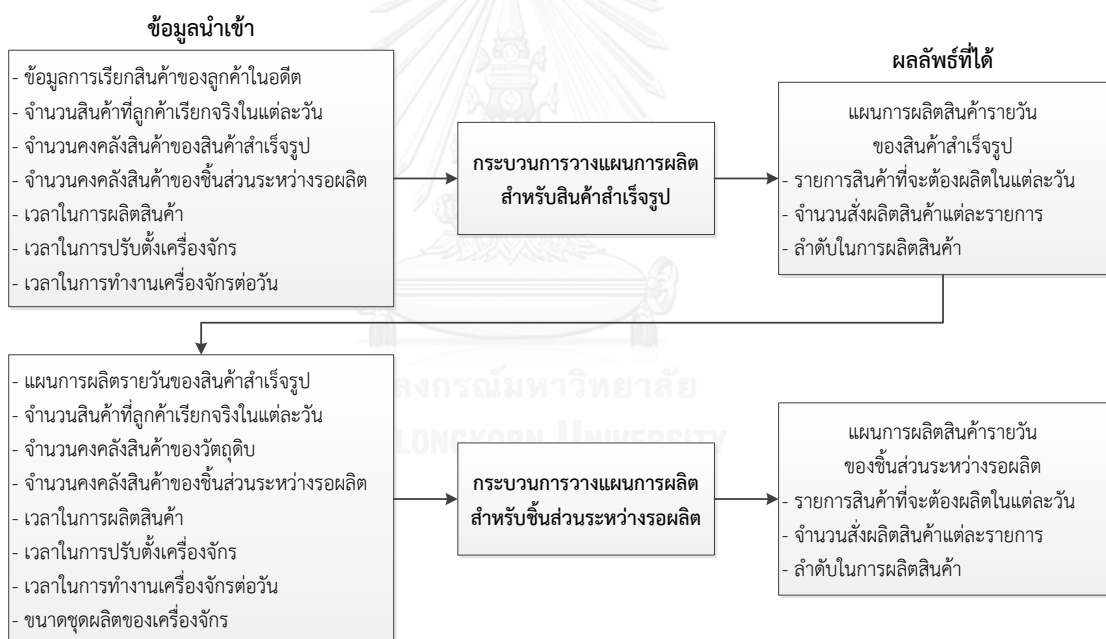 ข้อมูลนำเข้า
- ข้อมูลการเรียกสินค้าของลูกค้าในอดีต
- จำนวนสินค้าที่ลูกค้าเรียกจริงในแต่ละวัน
- จำนวนคงคลังสินค้าของสินค้าสำเร็จรูป
- จำนวนคงคลังสินค้าของชิ้นส่วนระหว่างรอผลิต
- เวลาในการผลิตสินค้า
- เวลาในการปรับตั้งเครื่องจักร
- เวลาในการทำงานเครื่องจักรต่อวัน
กระบวนการวางแผนการผลิต
สำหรับสินค้าสำเร็จรูป
ผลลัพธ์ที่ได้
แผนการผลิตสินค้ารายวัน
ของสินค้าสำเร็จรูป
- รายการสินค้าที่จะต้องผลิตในแต่ละวัน
- จำนวนสั่งผลิตสินค้าแต่ละรายการ
- ลำดับในการผลิตสินค้า
- แผนการผลิตรายวันของสินค้าสำเร็จรูป
- จำนวนสินค้าที่ลูกค้าเรียกจริงในแต่ละวัน
- จำนวนคงคลังสินค้าของวัตถุดิบ
- จำนวนคงคลังสินค้าของชิ้นส่วนระหว่างรอผลิต
- เวลาในการผลิตสินค้า
- เวลาในการปรับตั้งเครื่องจักร
- เวลาในการทำงานเครื่องจักรต่อวัน
- ขนาดชุดผลิตของเครื่องจักร
ลงกรณ์มหาวิทยาลัย
LONGKORN UNIVERSITY
กระบวนการวางแผนการผลิต
สำหรับชิ้นส่วนระหว่างรอผลิต
แผนการผลิตสินค้ารายวัน
ของชิ้นส่วนระหว่างรอผลิต
- รายการสินค้าที่จะต้องผลิตในแต่ละวัน
- จำนวนสั่งผลิตสินค้าแต่ละรายการ
- ลำดับในการผลิตสินค้า